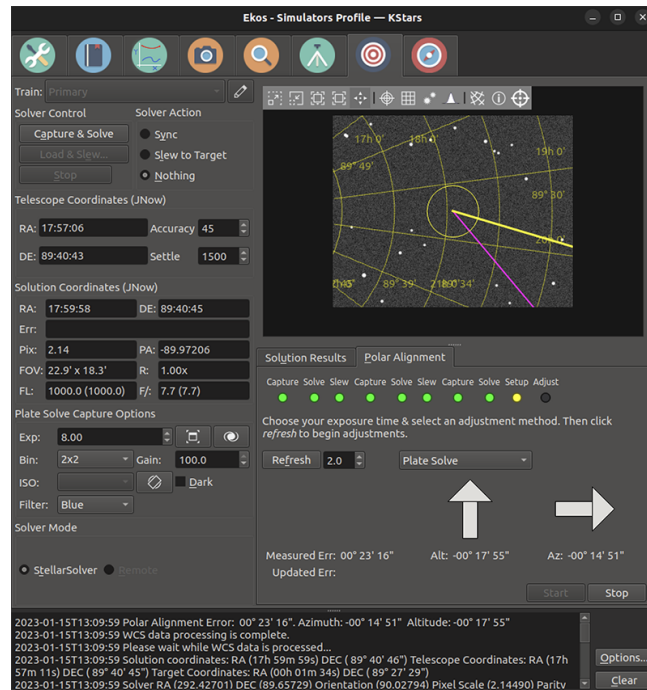 Ekos - Simulators Profile — KStars
Train: Primary
Solver Control
Solver Action
Capture & Solve
Sync
Load & Slew...
Slew to Target
Stop
Nothing
Telescope Coordinates (JNow)
RA: 17:57:06 Accuracy 45
DE: 89:40:43 Settle 1500
Solution Coordinates (JNow)
RA: 17:59:58 DE: 89:40:45
Err:
Pix: 2.14 PA: -89.97206
FOV: 22.9' x 18.3' R: 1.00x
FL: 1000.0 (1000.0) F/: 7.7 (7.7)
Plate Solve Capture Options
Exp: 8.00
Bin: 2x2 Gain: 100.0
ISO: Dark
Filter: Blue
Solver Mode
StellarSolver Remote
17h 0' 18h 0' 19h 0'
89° 49'
89° 30'
20h 0'
89° 39'
Solution Results Polar Alignment
Capture Solve Slew Capture Solve Slew Capture Solve Setup Adjust
Choose your exposure time & select an adjustment method. Then click
refresh to begin adjustments.
Refresh 2.0 Plate Solve
Measured Err: 00° 23' 16" Alt: -00° 17' 55" Az: -00° 14' 51"
Updated Err:
Start Stop
2023-01-15T13:09:59 Polar Alignment Error: 00° 23' 16". Azimuth: -00° 14' 51" Altitude: -00° 17' 55"
2023-01-15T13:09:59 WCS data processing is complete.
2023-01-15T13:09:59 Please wait while WCS data is processed...
2023-01-15T13:09:59 Solution coordinates: RA (17h 59m 59s) DEC ( 89° 40' 46") Telescope Coordinates: RA (17h
57m 11s) DEC ( 89° 40' 45") Target Coordinates: RA (00h 01m 34s) DEC ( 89° 27' 29")
2023-01-15T13:09:59 Solver RA (292.42701) DEC (89.65729) Orientation (90.02794) Pixel Scale (2.14490) Parity
Options...
Clear